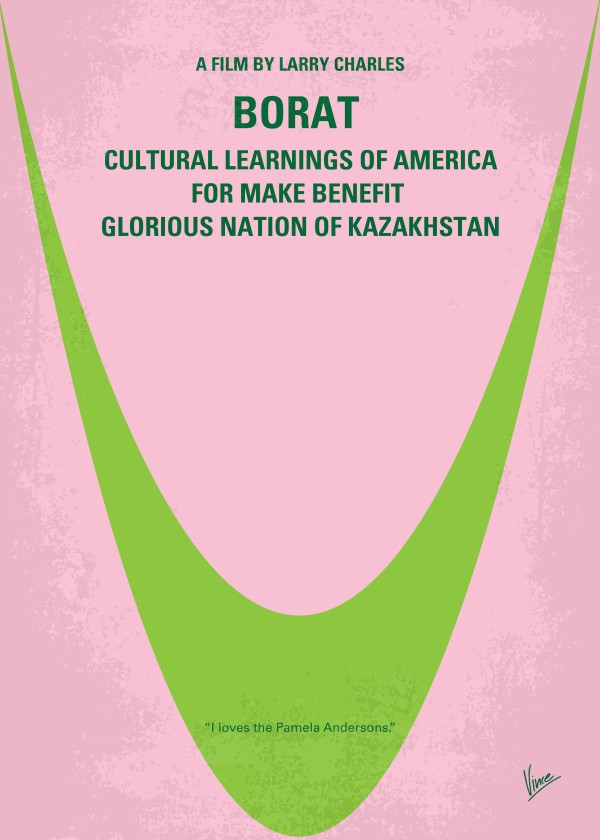 A FILM BY LARRY CHARLES
BORAT
CULTURAL LEARNINGS OF AMERICA
FOR MAKE BENEFIT
GLORIOUS NATION OF KAZAKHSTAN
“I loves the Pamela Andersons.”
Vince